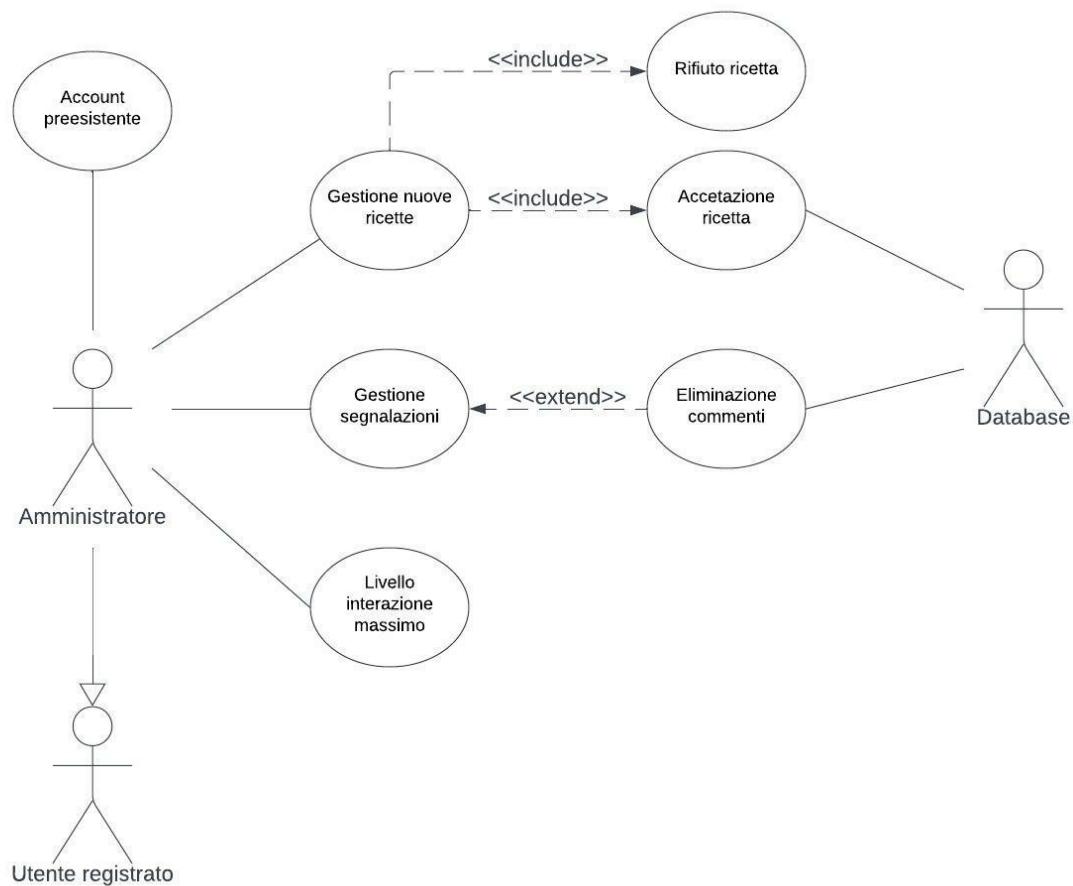 <<include>>
Rifiuto ricetta
Account
preesistente
Gestione nuove
ricette
<<include>>
Accetazione
ricetta
Gestione
segnalazioni
<<extend>>
Eliminazione
commenti
Database
Amministratore
Livello
interazione
massimo
Utente registrato